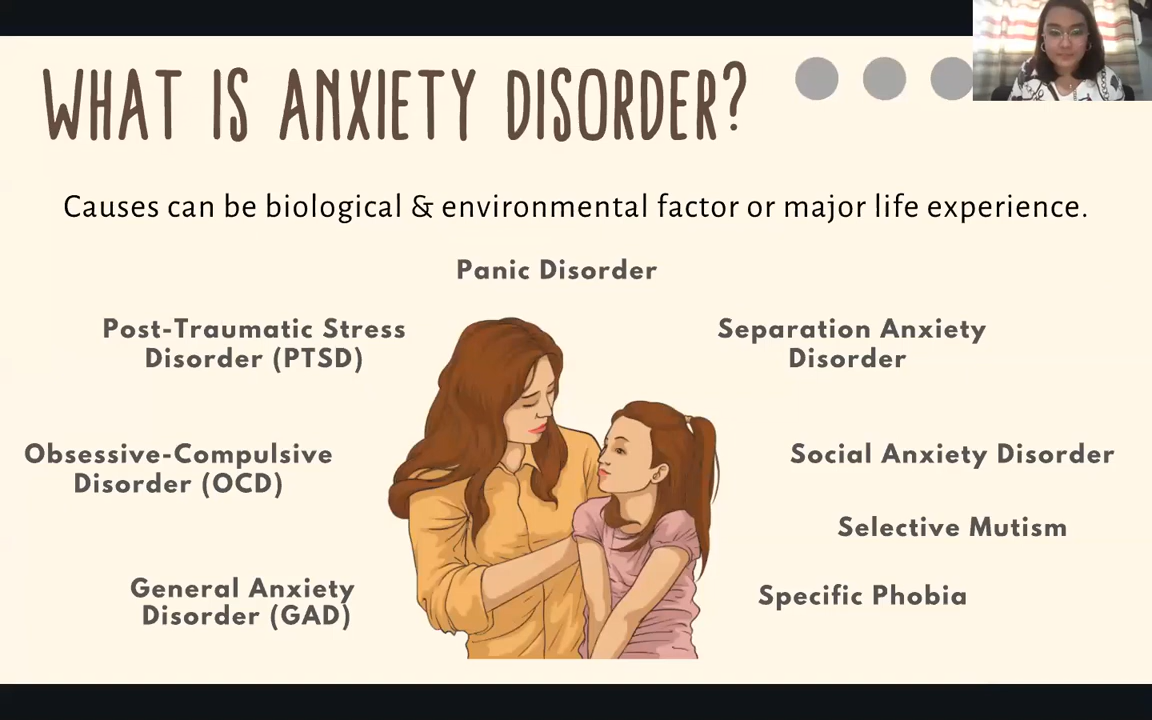 WHAT IS ANXIETY DISORDER?
Causes can be biological & environmental factor or major life experience.
Panic Disorder
Post-Traumatic Stress
Disorder (PTSD)
Separation Anxiety
Disorder
Obsessive-Compulsive
Disorder (OCD)
Social Anxiety Disorder
Selective Mutism
General Anxiety
Disorder (GAD)
Specific Phobia